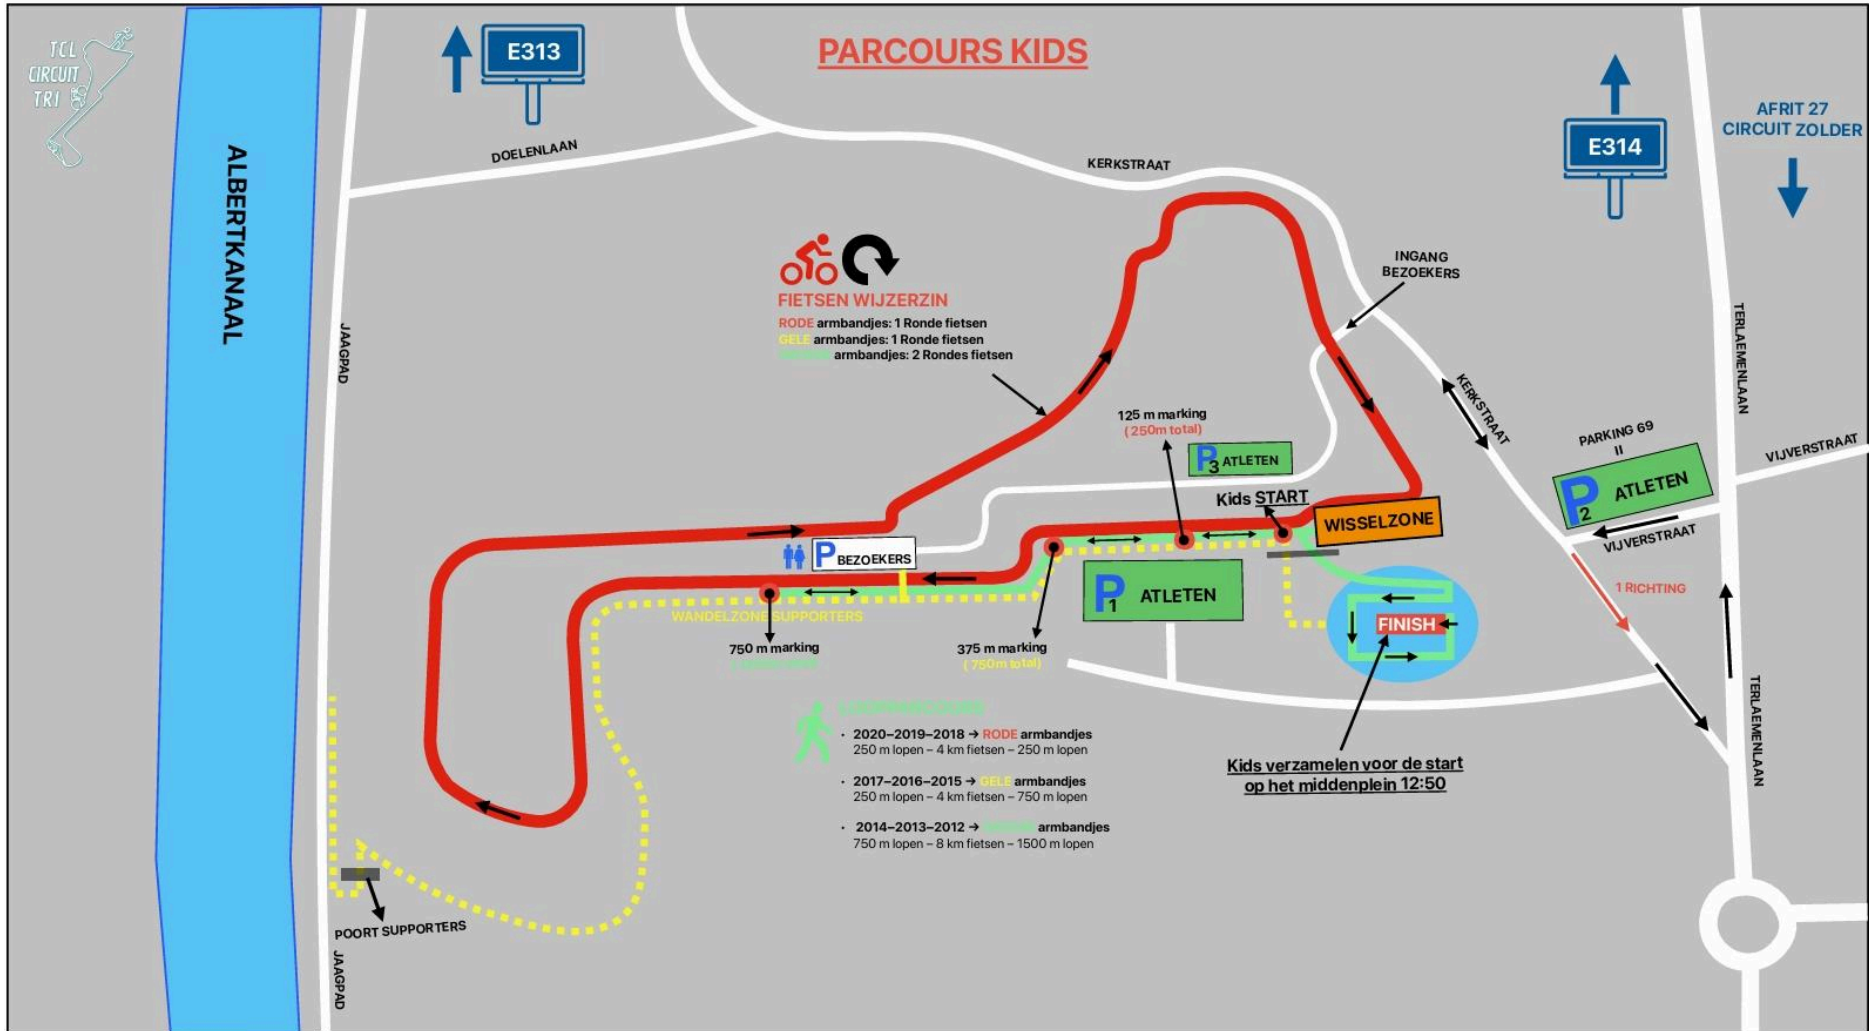 TCL
CIRCUIT
TRI
E313
PARCOURS KIDS
E314
AFRIT 27
CIRCUIT ZOLDER
ALBERTKANAAL
DOELENLAAN
KERKSTRAAT
INGANG
BEZOEKERS
JAAGPAD
FIETSEN WIJZERZIN
RODE armbandjes: 1 Ronde fietsen
GELE armbandjes: 1 Ronde fietsen
armbandjes: 2 Rondes fietsen
TERLAEMENLAAN
KERKSTRAAT
125 m marking
( 250m total)
P3 ATLETEN
PARKING 69
II
P2 ATLETEN
VIJVERSTRAAT
VIJVERSTRAAT
Kids START
WISSELZONE
P BEZOEKERS
P1 ATLETEN
1 RICHTING
WANDELZONE SUPPORTERS
FINISH
750 m marking
375 m marking
( 750m total)
TERLAEMENLAAN
LOOPPARCOURS
· 2020–2019–2018 → RODE armbandjes
250 m lopen – 4 km fietsen – 250 m lopen
· 2017–2016–2015 → GELE armbandjes
250 m lopen – 4 km fietsen – 750 m lopen
· 2014–2013–2012 → armbandjes
750 m lopen – 8 km fietsen – 1500 m lopen
Kids verzamelen voor de start
op het middenplein 12:50
POORT SUPPORTERS
JAAGPAD